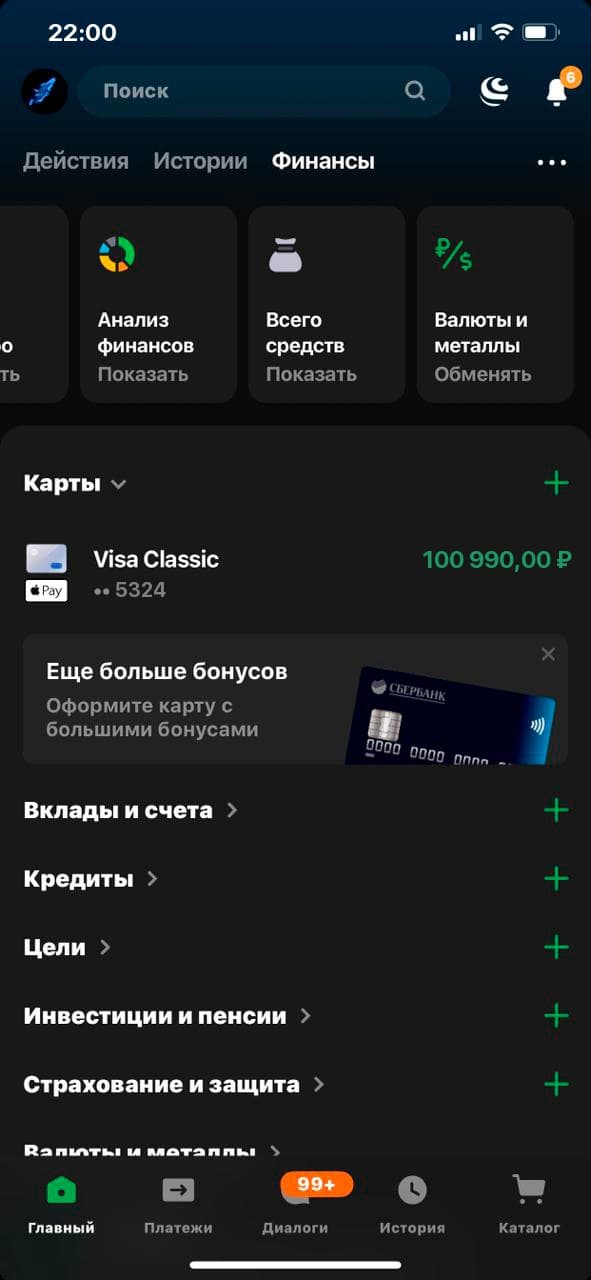 22:00
6
Поиск
Действия Истории Финансы
Анализ
финансов
Показать
Всего
средств
Показать
Валюты и
металлы
Обменять
о
ть
₽/$
Карты
Visa Classic
100 990,00 ₽
Pay
•• 5324
Еще больше бонусов
Оформите карту с
большими бонусами
СБЕРБАНК
0000 0000 0000 0
Вклады и счета
Кредиты
Цели
Инвестиции и пенсии
Страхование и защита
Валюты и металлы
99+
Главный Платежи Диалоги История Каталог